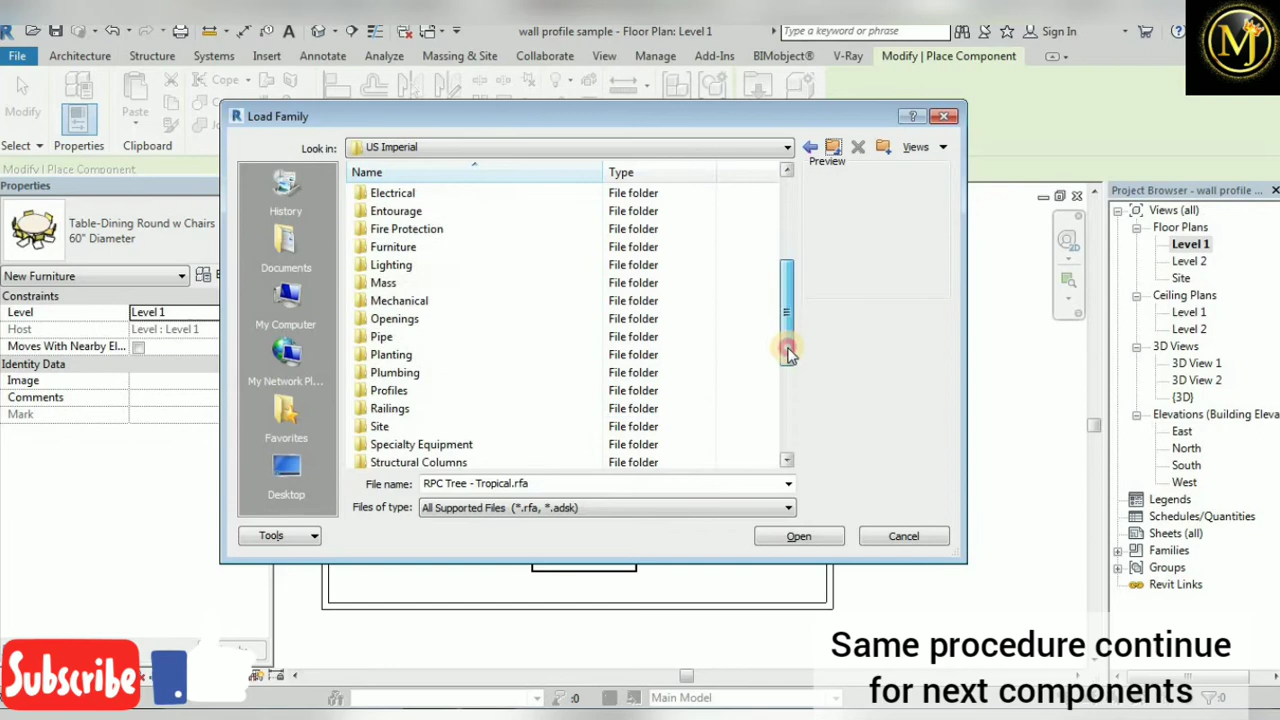 wall profile sample - Floor Plan: Level 1
Type a keyword or phrase
Sign In
MJ
File
Architecture
Structure
Systems
Insert
Annotate
Analyze
Massing & Site
Collaborate
View
Manage
Add-Ins
BIMobject®
V-Ray
Modify | Place Component
Modify
Cope
Paste
Select
Properties
Clipboard
Modify | Place Component
Properties
Table-Dining Round w Chairs
60" Diameter
New Furniture
Constraints
Level
Level 1
Host
Level : Level 1
Moves With Nearby El...
Identity Data
Image
Comments
Mark
Load Family
Look in:
US Imperial
Views
Name
Type
Preview
Electrical File folder
Entourage File folder
Fire Protection File folder
Furniture File folder
Lighting File folder
Mass File folder
Mechanical File folder
Openings File folder
Pipe File folder
Planting File folder
Plumbing File folder
Profiles File folder
Railings File folder
Site File folder
Specialty Equipment File folder
Structural Columns File folder
History
Documents
My Computer
My Network Pl...
Favorites
Desktop
File name:
RPC Tree - Tropical.rfa
Files of type:
All Supported Files (*.rfa, *.adsk)
Tools
Open
Cancel
Project Browser - wall profile ...
Views (all)
Floor Plans
Level 1
Level 2
Site
Ceiling Plans
Level 1
Level 2
3D Views
3D View 1
3D View 2
{3D}
Elevations (Building Elev
East
North
South
West
Legends
Schedules/Quantities
Sheets (all)
Families
Groups
Revit Links
Subscribe
:0
Main Model
Same procedure continue
for next components